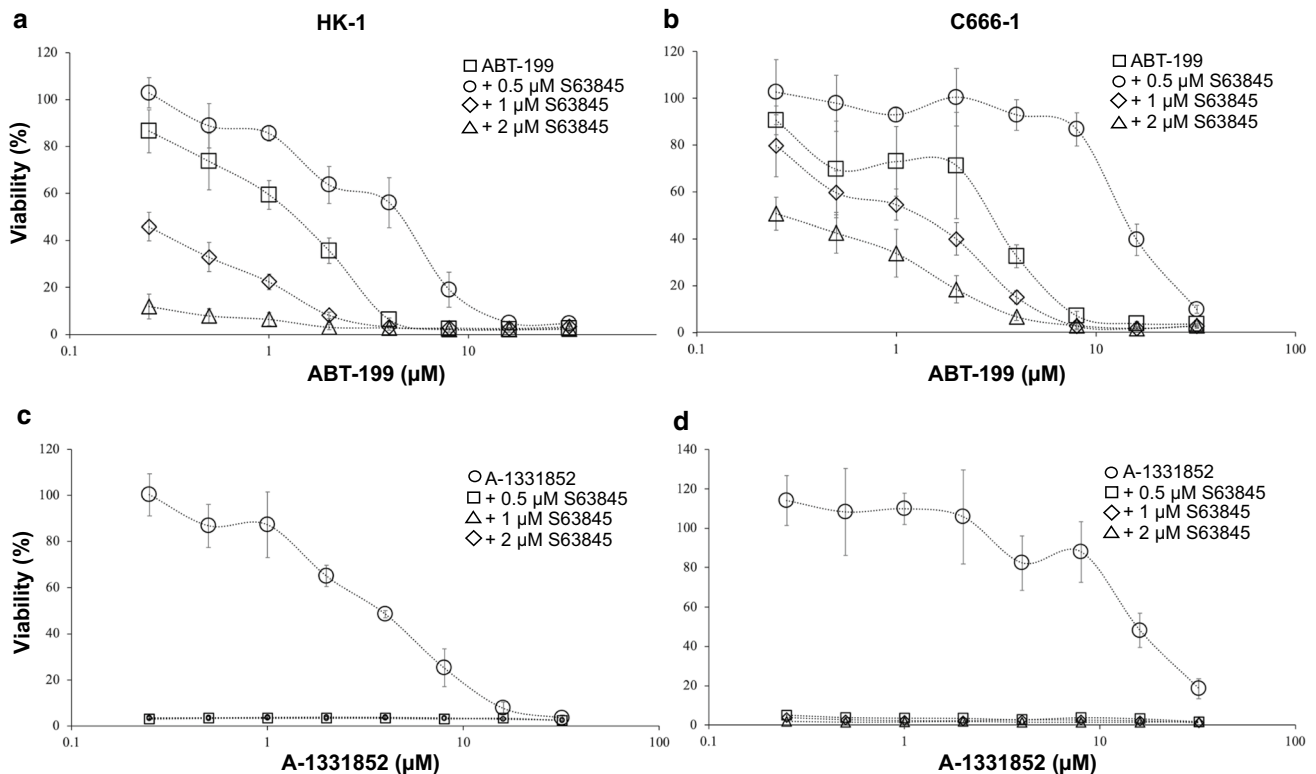 a
HK-1
120
100
80
60
40
20
0
0.1
1
10
Viability (%)
ABT-199 (µM)
ABT-199
+ 0.5 µM S63845
+ 1 µM S63845
+ 2 µM S63845
b
C666-1
120
100
80
60
40
20
0
0.1
1
10
100
ABT-199 (µM)
ABT-199
+ 0.5 µM S63845
+ 1 µM S63845
+ 2 µM S63845
c
120
100
80
60
40
20
0
0.1
1
10
100
Viability (%)
A-1331852 (µM)
A-1331852
+ 0.5 µM S63845
+ 1 µM S63845
+ 2 µM S63845
d
140
120
100
80
60
40
20
0
0.1
1
10
100
A-1331852 (µM)
A-1331852
+ 0.5 µM S63845
+ 1 µM S63845
+ 2 µM S63845